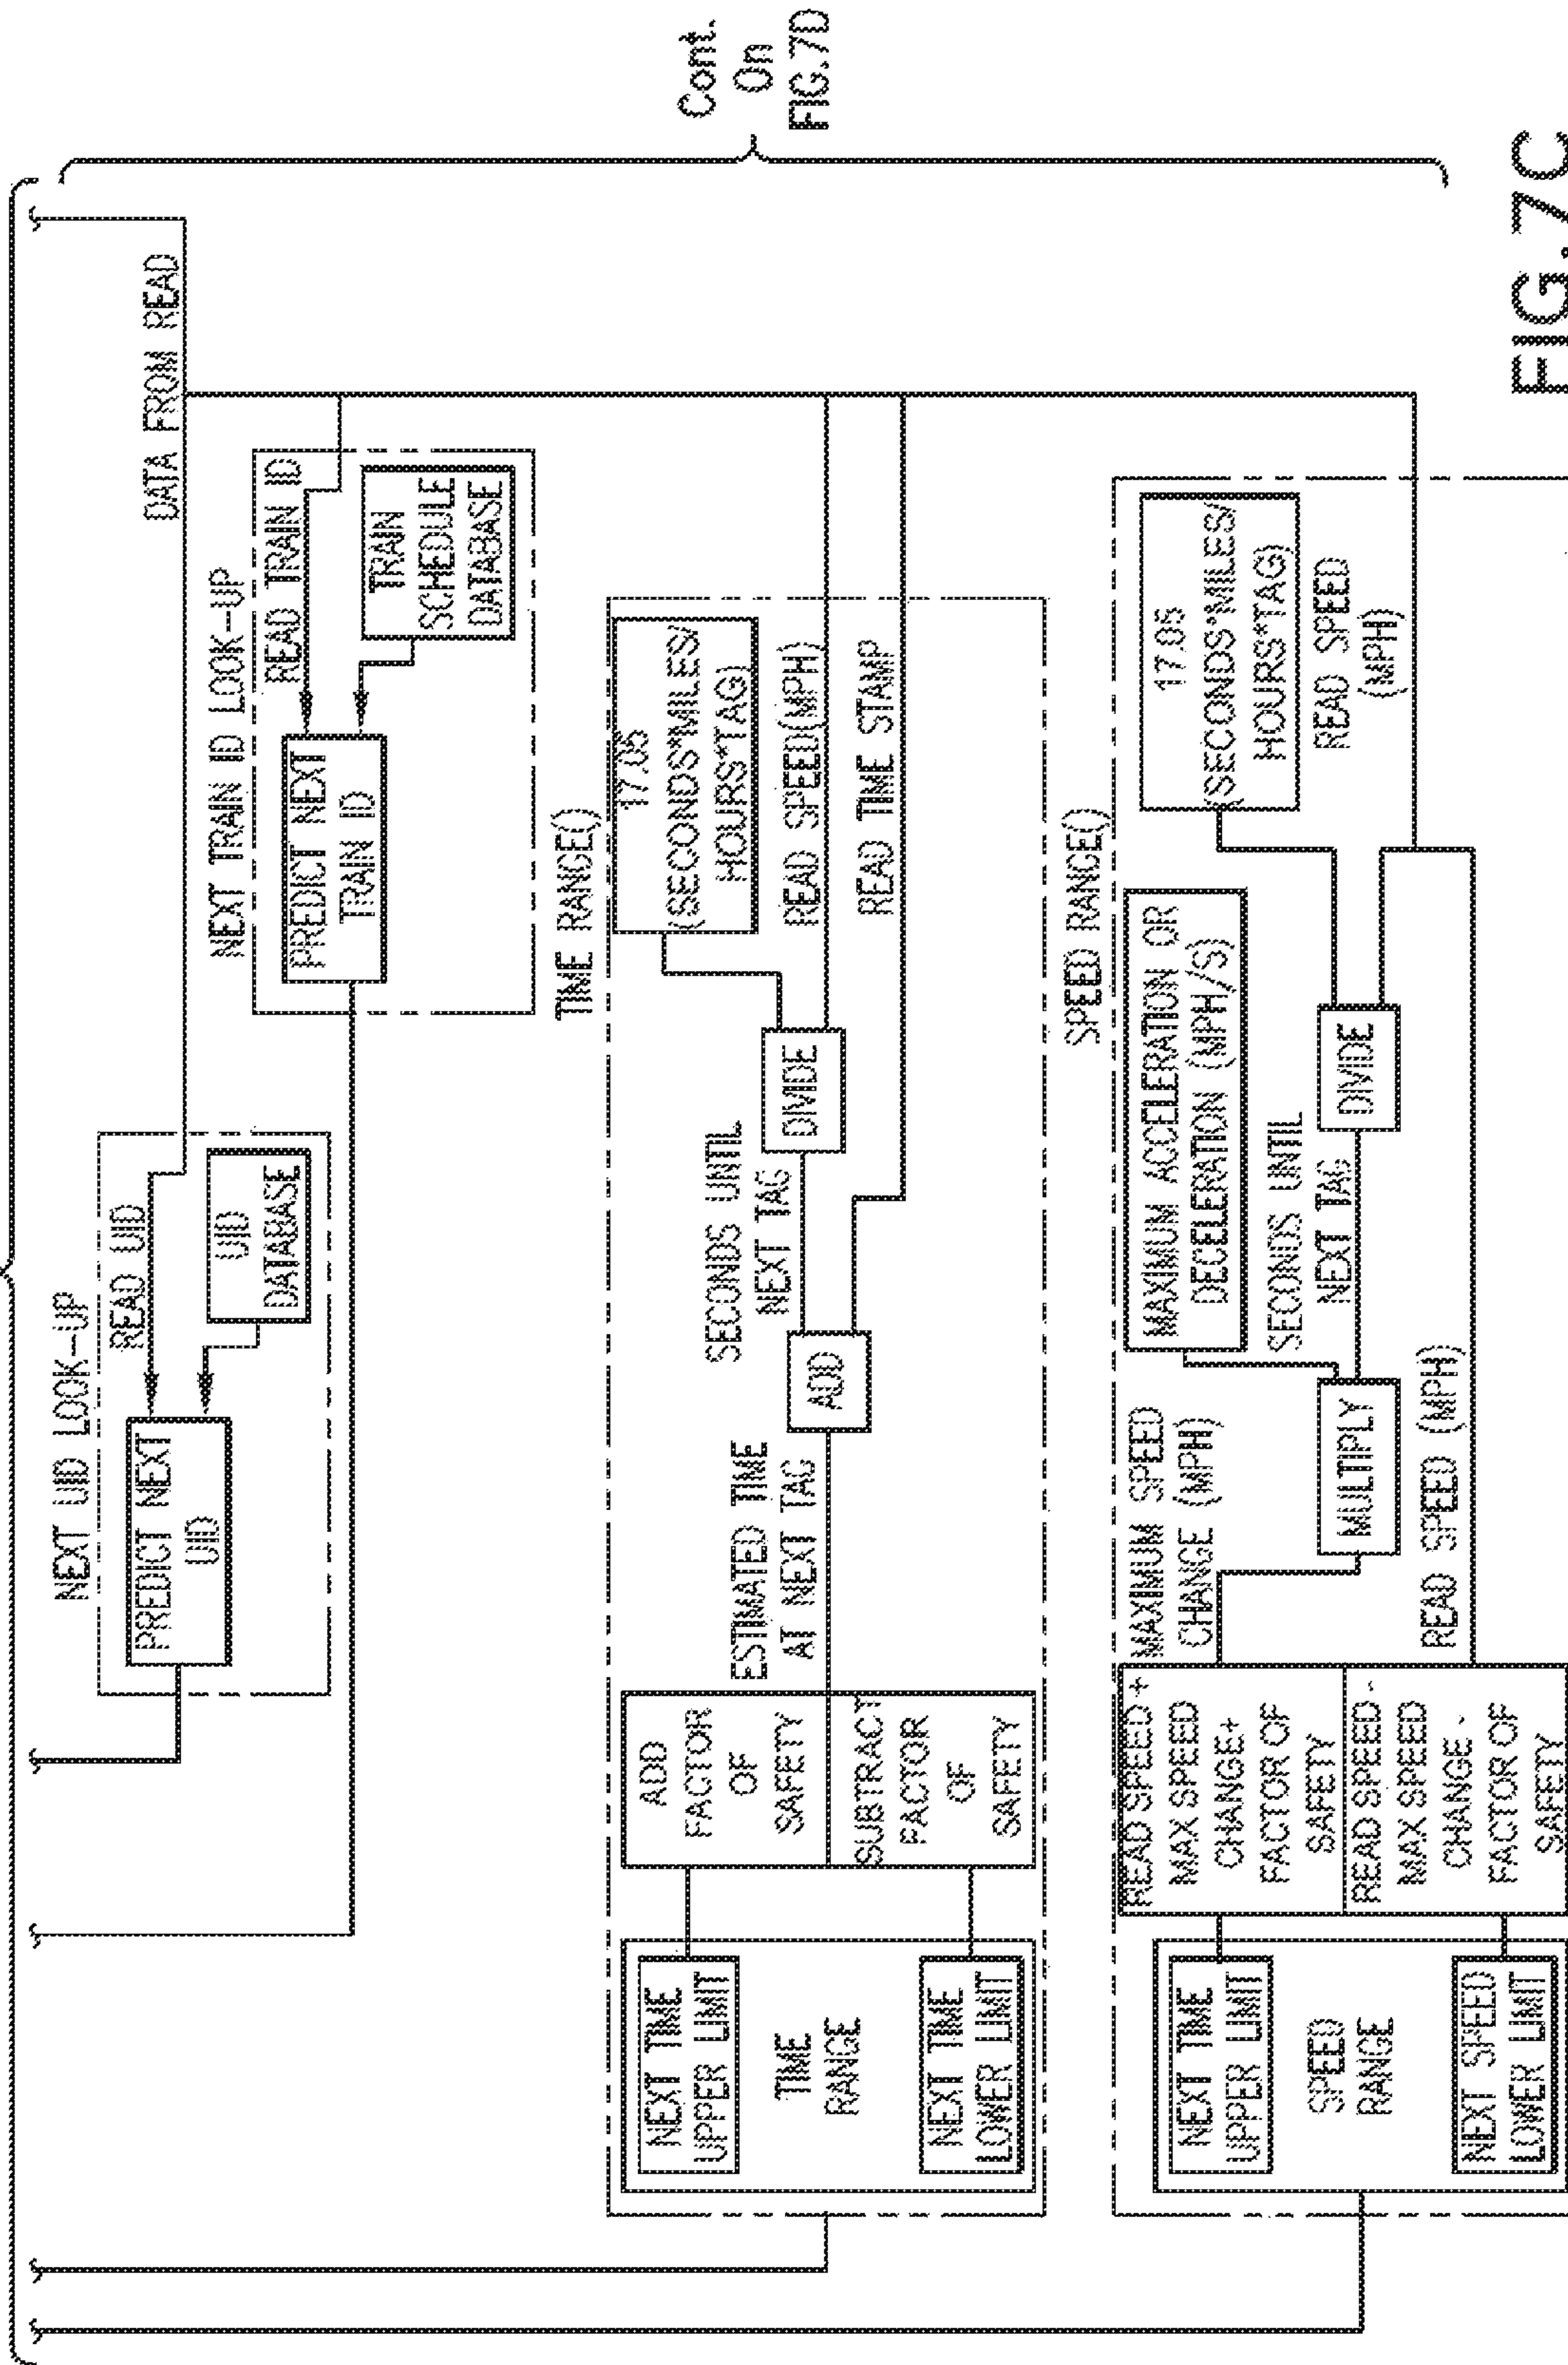 Cont.
On
FIG.7D
DATA FROM READ
NEXT UID LOOK-UP
READ UID
PREDICT NEXT
UID
UID
DATABASE
NEXT TRAIN ID LOOK-UP
READ TRAIN ID
PREDICT NEXT
TRAIN ID
TRAIN
SCHEDULE
DATABASE
TIME RANGE()
NEXT TIME
UPPER LIMIT
TIME
RANGE
NEXT TIME
LOWER LIMIT
ADD
FACTOR
OF
SAFETY
SUBTRACT
FACTOR
OF
SAFETY
ESTIMATED TIME
AT NEXT TAG
ADD
SECONDS UNTIL
NEXT TAG
DIVIDE
17.05
(SECONDS*MILES/
HOURS*TAG)
READ SPEED(MPH)
READ TIME STAMP
SPEED RANGE()
NEXT TIME
UPPER LIMIT
SPEED
RANGE
NEXT SPEED
LOWER LIMIT
READ SPEED+
MAX SPEED
CHANGE+
FACTOR OF
SAFETY
READ SPEED-
MAX SPEED
CHANGE-
FACTOR OF
SAFETY
MAXIMUM SPEED
CHANGE (MPH)
MULTIPLY
READ SPEED (MPH)
MAXIMUM ACCELERATION OR
DECELERATION (MPH/S)
SECONDS UNTIL
NEXT TAG
DIVIDE
17.05
(SECONDS*MILES/
HOURS*TAG)
READ SPEED
(MPH)
FIG.7C